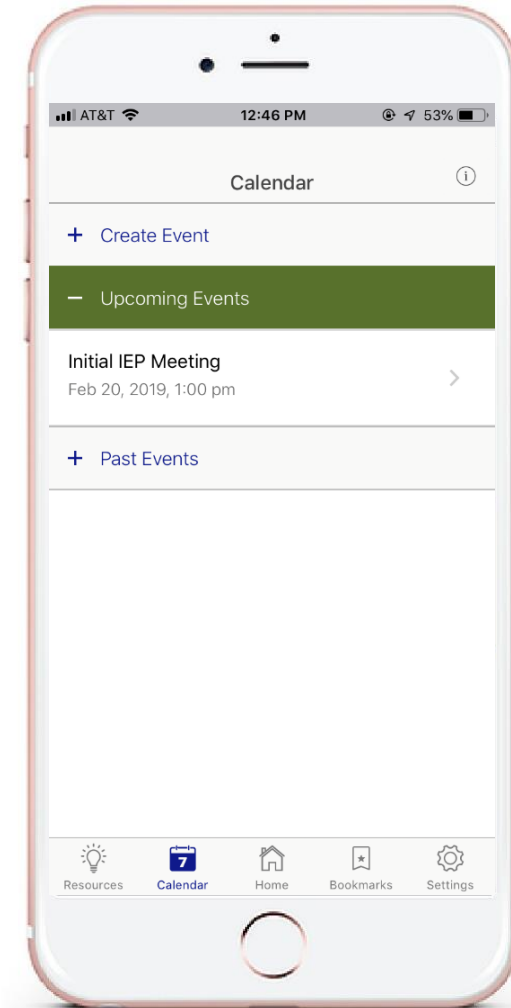 AT&T 12:46 PM 53%
Calendar
+ Create Event
− Upcoming Events
Initial IEP Meeting
Feb 20, 2019, 1:00 pm
+ Past Events
7
Resources Calendar Home Bookmarks Settings